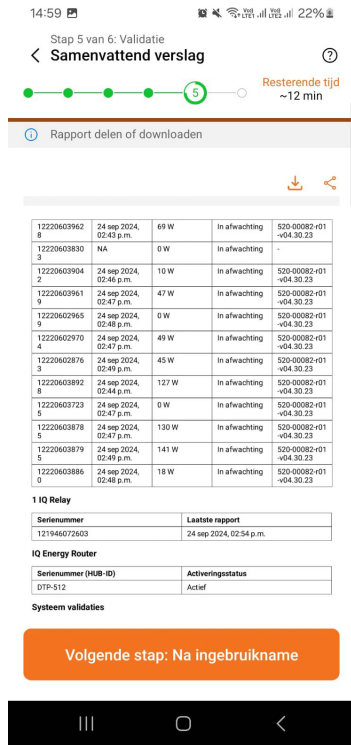 14:59 22%
Stap 5 van 6: Validatie
Samenvattend verslag
Resterende tijd
5
~12 min
Rapport delen of downloaden
12220603962 24 sep 2024, 69 W In afwachting 520-00082-r01
8 02:43 p.m. -v04.30.23
12220603830 NA 0 W In afwachting -
3
12220603904 24 sep 2024, 10 W In afwachting 520-00082-r01
2 02:46 p.m. -v04.30.23
12220603961 24 sep 2024, 47 W In afwachting 520-00082-r01
9 02:47 p.m. -v04.30.23
12220602965 24 sep 2024, 0 W In afwachting 520-00082-r01
9 02:48 p.m. -v04.30.23
12220602970 24 sep 2024, 49 W In afwachting 520-00082-r01
4 02:47 p.m. -v04.30.23
12220602876 24 sep 2024, 45 W In afwachting 520-00082-r01
3 02:49 p.m. -v04.30.23
12220603892 24 sep 2024, 127 W In afwachting 520-00082-r01
8 02:44 p.m. -v04.30.23
12220603723 24 sep 2024, 0 W In afwachting 520-00082-r01
5 02:47 p.m. -v04.30.23
12220603878 24 sep 2024, 130 W In afwachting 520-00082-r01
5 02:47 p.m. -v04.30.23
12220603879 24 sep 2024, 141 W In afwachting 520-00082-r01
5 02:49 p.m. -v04.30.23
12220603886 24 sep 2024, 18 W In afwachting 520-00082-r01
0 02:48 p.m. -v04.30.23
1 IQ Relay
Serienummer Laatste rapport
121946072603 24 sep 2024, 02:54 p.m.
IQ Energy Router
Serienummer (HUB-ID) Activeringsstatus
DTP-512 Actief
Systeem validaties
Volgende stap: Na ingebruikname